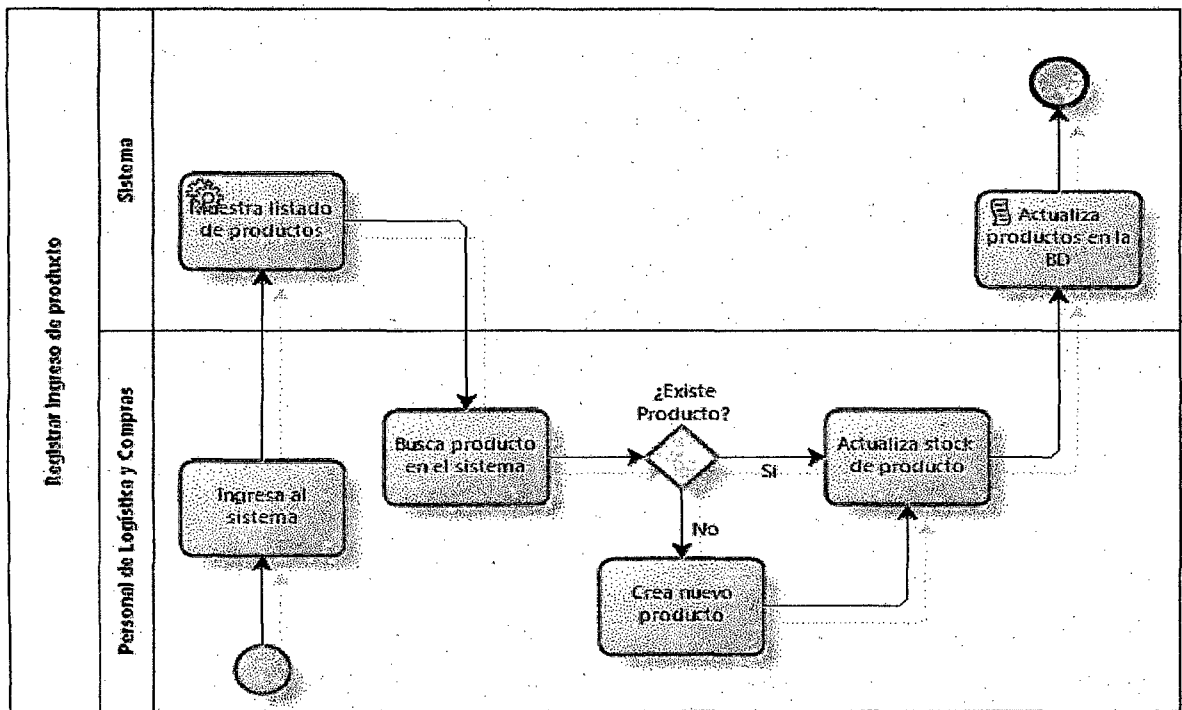 Registrar Ingreso de producto
Sistema
Muestra listado
de productos
Actualiza
productos en la
BD
Personal de Logística y Compras
Ingresa al
sistema
Busca producto
en el sistema
¿Existe
Producto?
Si
No
Actualiza stock
de producto
Crea nuevo
producto